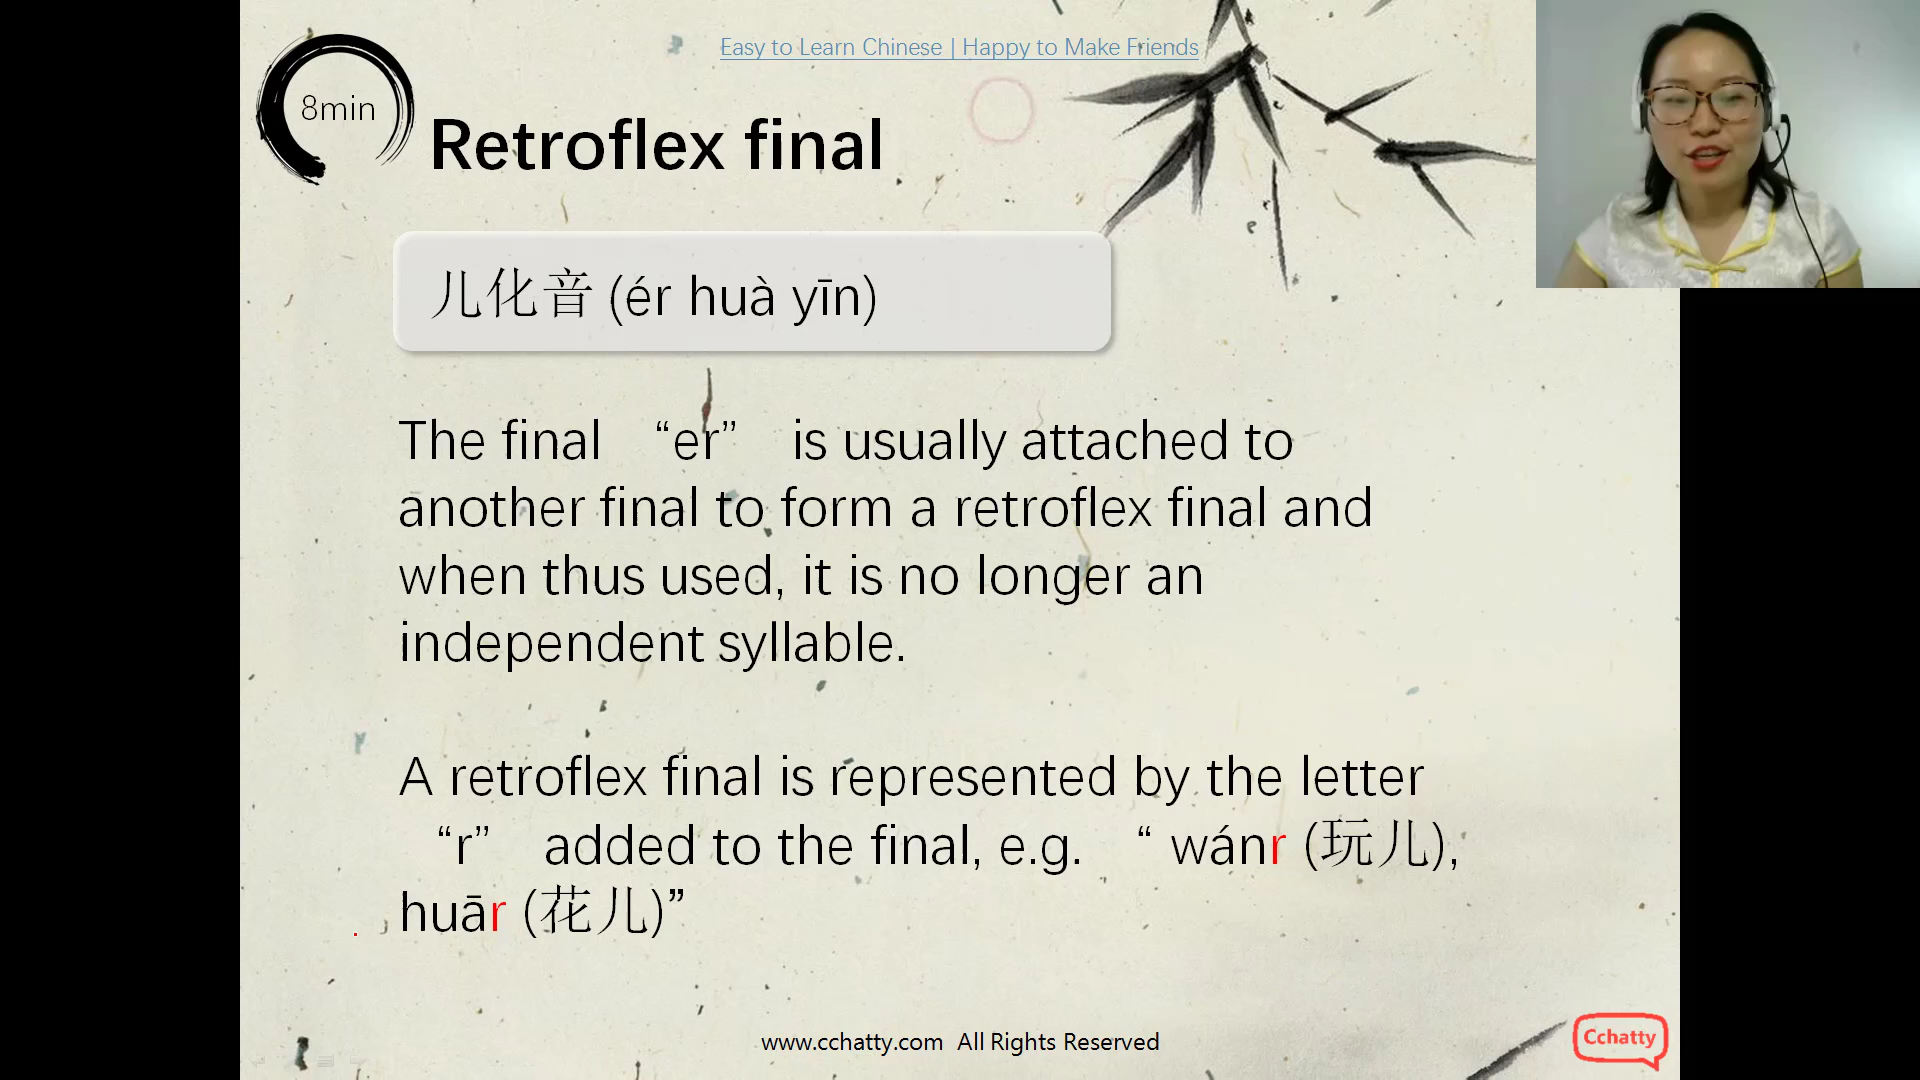 Easy to Learn Chinese | Happy to Make Friends
8min
Retroflex final
儿化音 (ér huà yīn)
The final “er” is usually attached to
another final to form a retroflex final and
when thus used, it is no longer an
independent syllable.
A retroflex final is represented by the letter
“r” added to the final, e.g. “ wánr (玩儿),
huār (花儿)”
www.cchatty.com All Rights Reserved
Cchatty